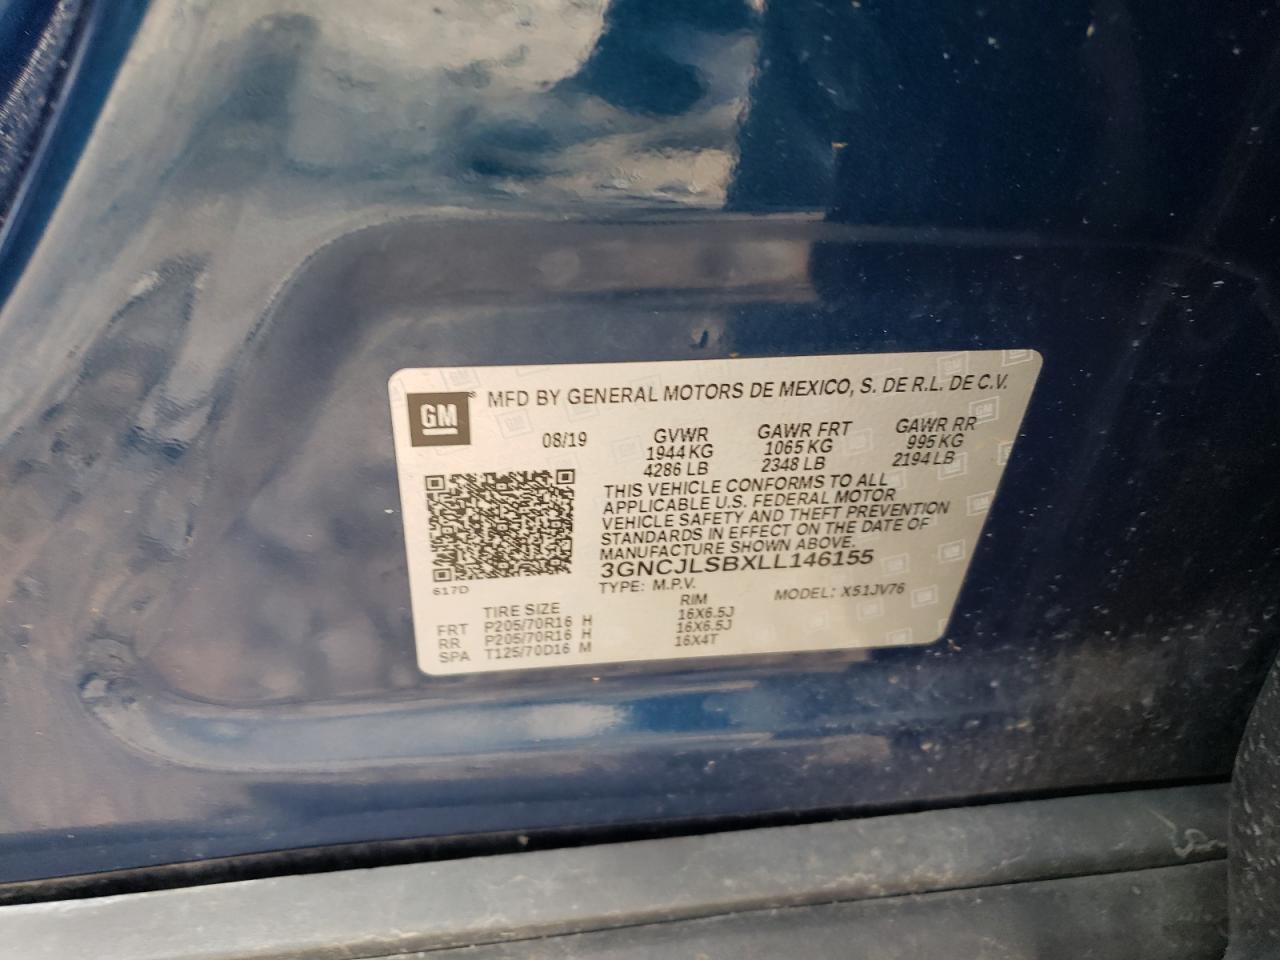 GM® MFD BY GENERAL MOTORS DE MEXICO, S. DE R.L. DE C.V.
08/19 GVWR GAWR FRT GAWR RR
1944 KG 1065 KG 995 KG
4286 LB 2348 LB 2194 LB
THIS VEHICLE CONFORMS TO ALL
APPLICABLE U.S. FEDERAL MOTOR
VEHICLE SAFETY AND THEFT PREVENTION
STANDARDS IN EFFECT ON THE DATE OF
MANUFACTURE SHOWN ABOVE.
3GNCJLSBXLL146155
617D
TYPE: M.P.V. MODEL: X51JV76
TIRE SIZE RIM
FRT P205/70R16 H 16X6.5J
RR P205/70R16 H 16X6.5J
SPA T125/70D16 M 16X4T